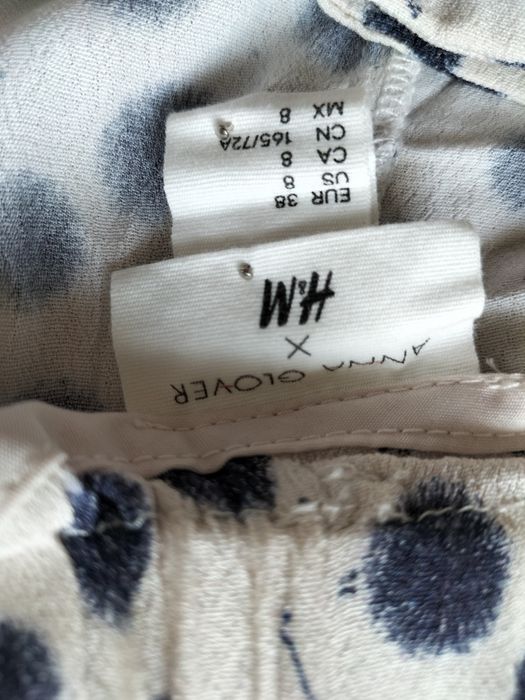 H&M
X
ANNA GLOVER
EUR 38
US 8
CA 8
CN 165/72A
MX 8